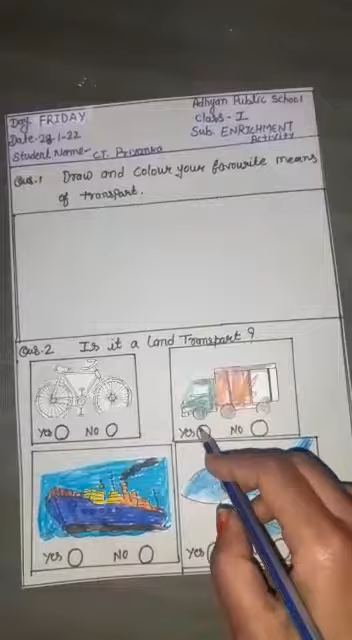 Day: FRIDAY
Adhyan Public School
Date-28-1-22
Class-I
Student Name- CT. Priyanka
Sub. ENRICHMENT
ACTIVITY
Ques.1 Draw and colour your favourite means
of transport.
Ques.2 Is it a Land Transport ?
Yes No
Yes No
Yes No
Yes